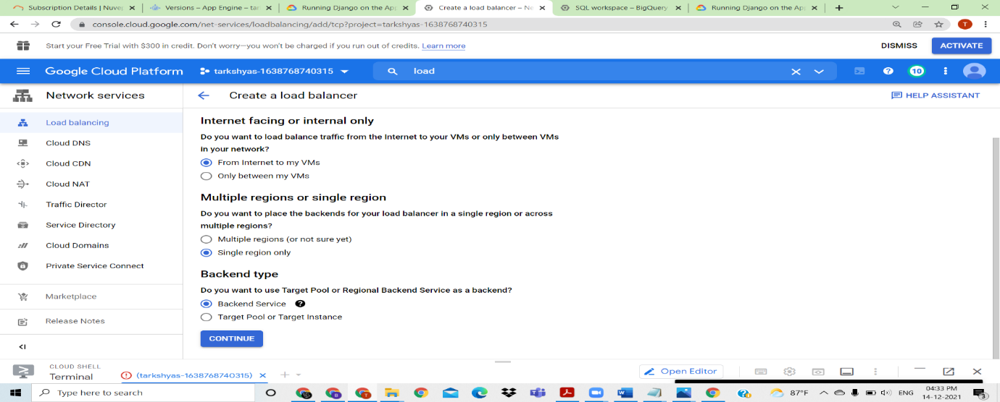 Subscription Details | Nuvep
Versions – App Engine – tar
Running Django on the App
Create a load balancer – Ne
SQL workspace – BigQuery
Running Django on the App
console.cloud.google.com/net-services/loadbalancing/add/tcp?project=tarkshyas-1638768740315
T
Start your Free Trial with $300 in credit. Don't worry—you won't be charged if you run out of credits. Learn more
DISMISS
ACTIVATE
Google Cloud Platform
tarkshyas-1638768740315
load
10
Network services
Create a load balancer
HELP ASSISTANT
Load balancing
Cloud DNS
Cloud CDN
Cloud NAT
Traffic Director
Service Directory
Cloud Domains
Private Service Connect
Marketplace
Release Notes
Internet facing or internal only
Do you want to load balance traffic from the Internet to your VMs or only between VMs
in your network?
From Internet to my VMs
Only between my VMs
Multiple regions or single region
Do you want to place the backends for your load balancer in a single region or across
multiple regions?
Multiple regions (or not sure yet)
Single region only
Backend type
Do you want to use Target Pool or Regional Backend Service as a backend?
Backend Service
Target Pool or Target Instance
CONTINUE
CLOUD SHELL
Terminal
(tarkshyas-1638768740315)
Open Editor
Type here to search
87°F
ENG
04:33 PM
14-12-2021
3